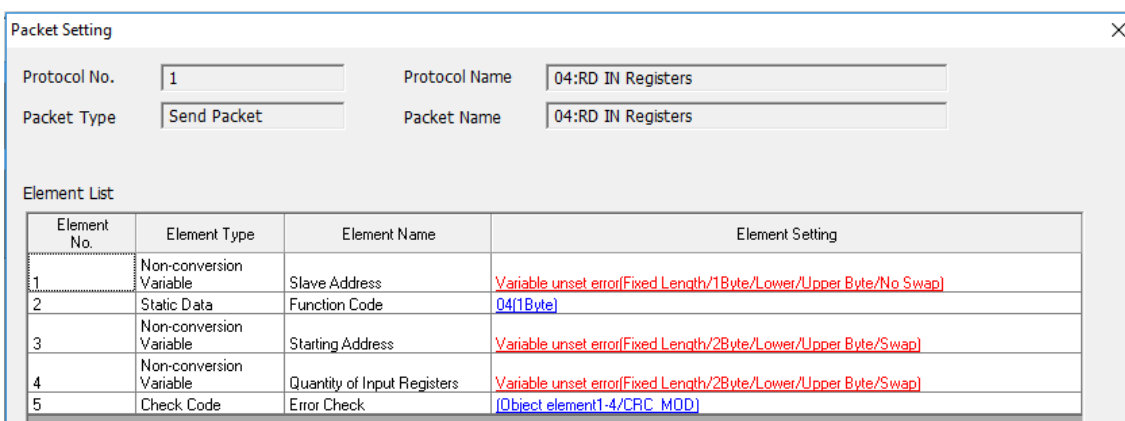 Packet Setting
Protocol No. 1 Protocol Name 04:RD IN Registers
Packet Type Send Packet Packet Name 04:RD IN Registers
Element List
Element No. Element Type Element Name Element Setting
1 Non-conversion Variable Slave Address Variable unset error(Fixed Length/1Byte/Lower/Upper Byte/No Swap)
2 Static Data Function Code 04(1Byte)
3 Non-conversion Variable Starting Address Variable unset error(Fixed Length/2Byte/Lower/Upper Byte/Swap)
4 Non-conversion Variable Quantity of Input Registers Variable unset error(Fixed Length/2Byte/Lower/Upper Byte/Swap)
5 Check Code Error Check (Object element1-4/CRC_MOD)